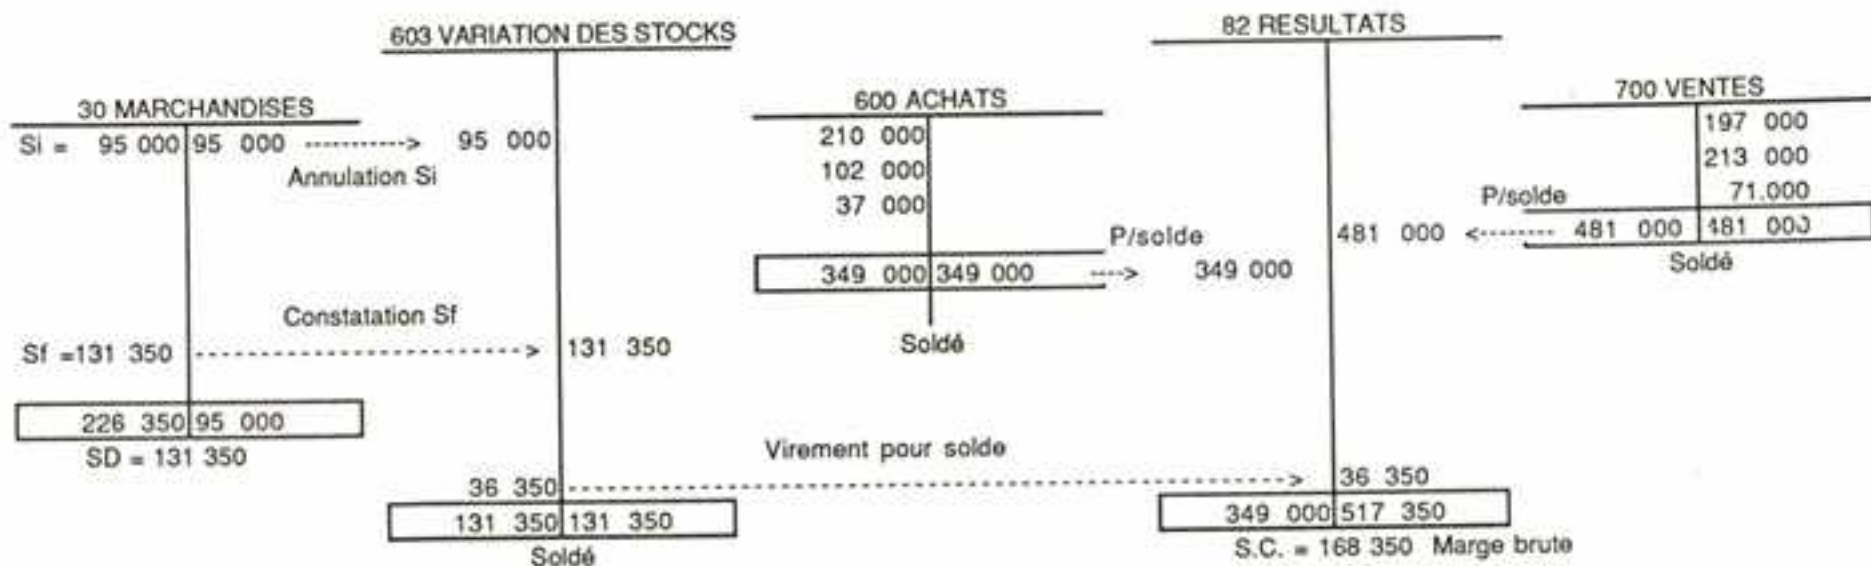 603 VARIATION DES STOCKS
82 RESULTATS
30 MARCHANDISES
600 ACHATS
700 VENTES
Si = 95 000 95 000 ----------> 95 000
Annulation Si
210 000
102 000
37 000
197 000
213 000
71.000
P/solde
481 000 <-------- 481 000 481 000
Soldé
P/solde
349 000 349 000 ----> 349 000
Soldé
Constatation Sf
Sf =131 350 ----------------------------> 131 350
226 350 95 000
SD = 131 350
Virement pour solde
36 350 ------------------------------------------------> 36 350
131 350 131 350
Soldé
349 000 517 350
S.C. = 168 350 Marge brute